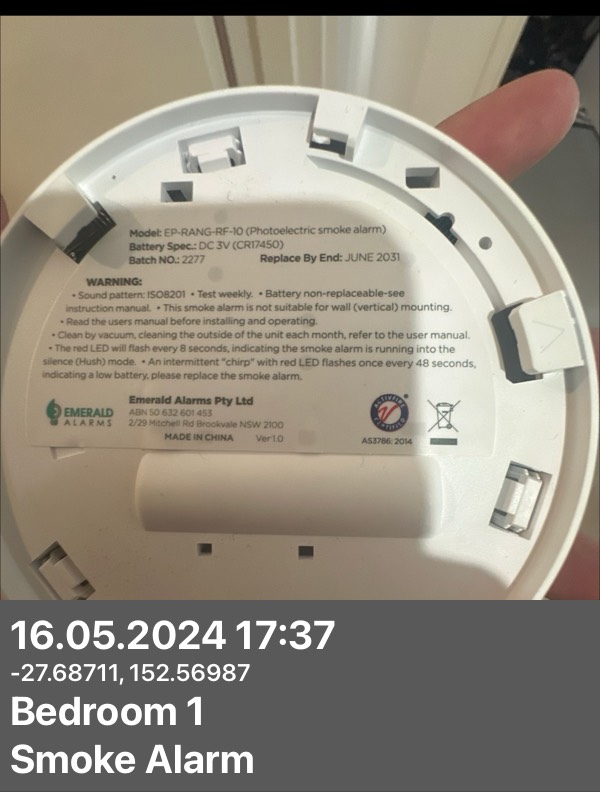 Model: EP-RANG-RF-10 (Photoelectric smoke alarm)
Battery Spec.: DC 3V (CR17450)
Batch NO.: 2277 Replace By End: JUNE 2031
WARNING:
• Sound pattern: ISO8201 • Test weekly. • Battery non-replaceable-see
instruction manual. • This smoke alarm is not suitable for wall (vertical) mounting.
• Read the users manual before installing and operating.
• Clean by vacuum, cleaning the outside of the unit each month, refer to the user manual.
• The red LED will flash every 8 seconds, indicating the smoke alarm is running into the
silence (Hush) mode. • An intermittent "chirp" with red LED flashes once every 48 seconds,
indicating a low battery, please replace the smoke alarm.
EMERALD
ALARMS
Emerald Alarms Pty Ltd
ABN 50 632 601 453
2/29 Mitchell Rd Brookvale NSW 2100
MADE IN CHINA Ver1.0
ACTIVFIRE
CERTIFIED
AS3786: 2014
16.05.2024 17:37
-27.68711, 152.56987
Bedroom 1
Smoke Alarm